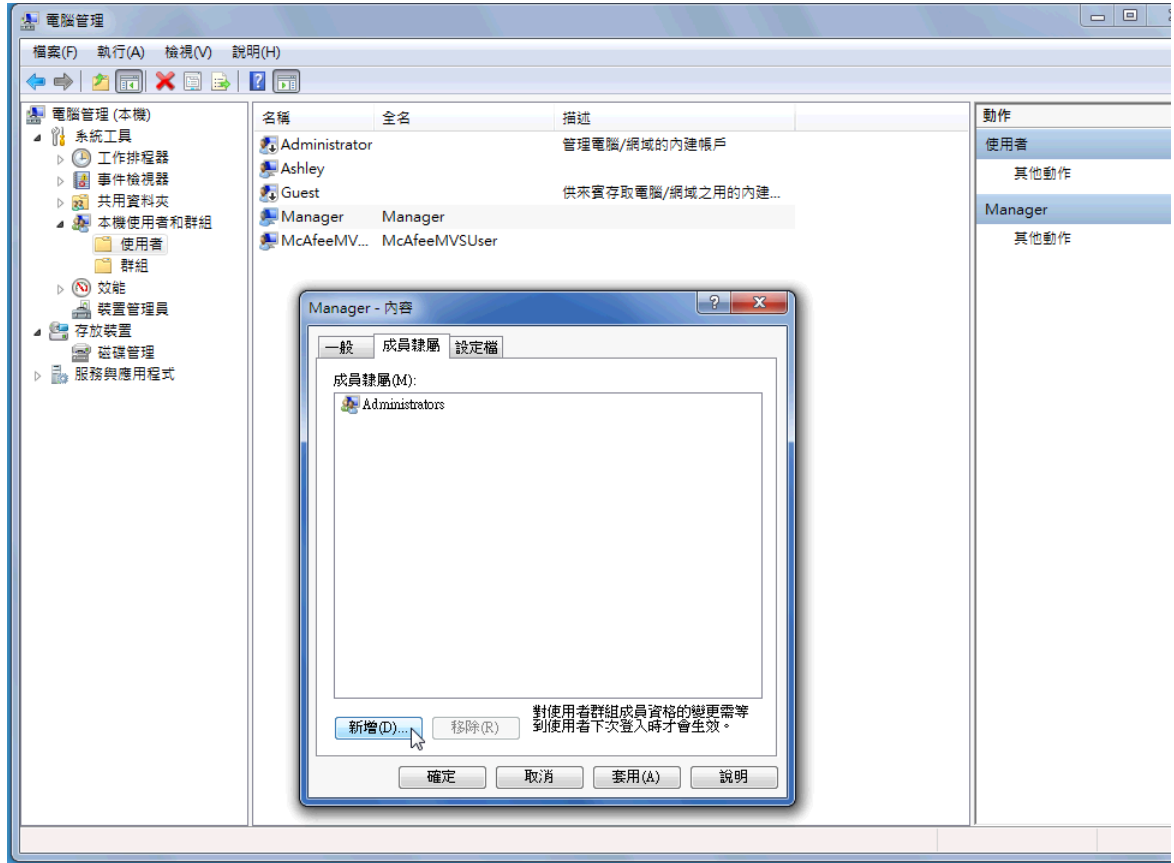 電腦管理
檔案(F) 執行(A) 檢視(V) 說明(H)
電腦管理 (本機)
系統工具
工作排程器
事件檢視器
共用資料夾
本機使用者和群組
使用者
群組
效能
裝置管理員
存放裝置
磁碟管理
服務與應用程式
名稱 全名 描述
Administrator 管理電腦/網域的內建帳戶
Ashley
Guest 供來賓存取電腦/網域之用的內建...
Manager Manager
McAfeeMV... McAfeeMVSUser
動作
使用者
其他動作
Manager
其他動作
Manager - 內容
一般 成員隸屬 設定檔
成員隸屬(M):
Administrators
新增(D)... 移除(R)
對使用者群組成員資格的變更需等
到使用者下次登入時才會生效。
確定 取消 套用(A) 說明